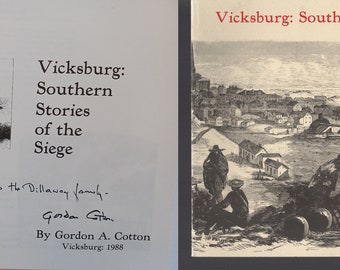 Vicksburg:
Southern
Stories
of the
Siege
to the Dillaway family-
Gordon Cotton
By Gordon A. Cotton
Vicksburg: 1988
Vicksburg: South